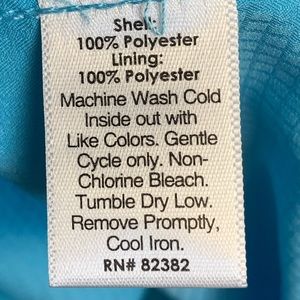 Shell:
100% Polyester
Lining:
100% Polyester
Machine Wash Cold
Inside out with
Like Colors. Gentle
Cycle only. Non-
Chlorine Bleach.
Tumble Dry Low.
Remove Promptly,
Cool Iron.
RN# 82382